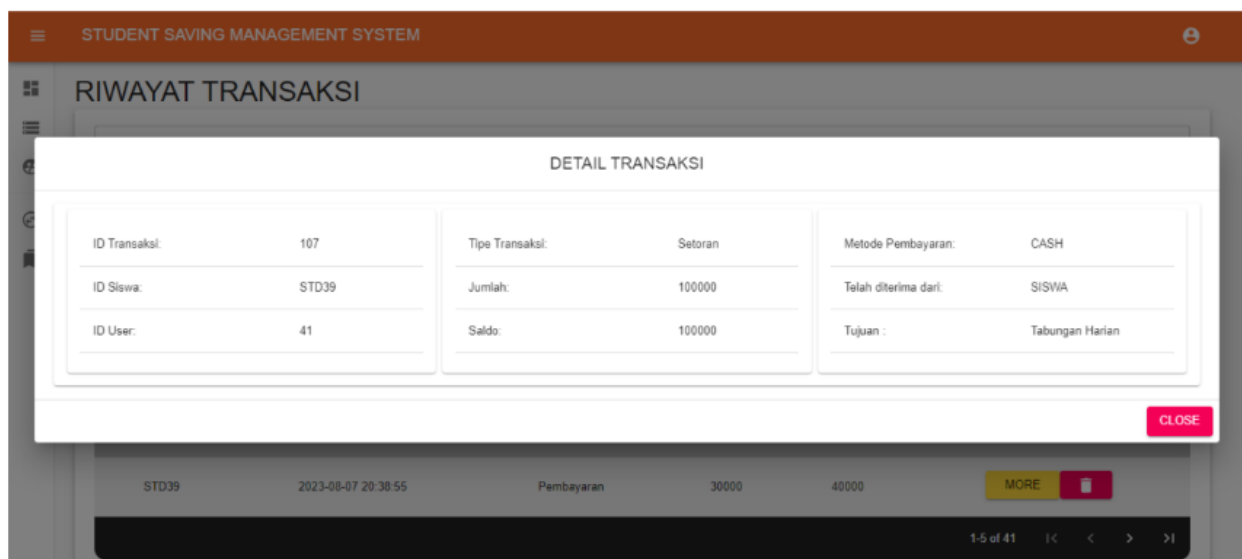 STUDENT SAVING MANAGEMENT SYSTEM
RIWAYAT TRANSAKSI
DETAIL TRANSAKSI
ID Transaksi: 107
ID Siswa: STD39
ID User: 41
Tipe Transaksi: Setoran
Jumlah: 100000
Saldo: 100000
Metode Pembayaran: CASH
Telah diterima dari: SISWA
Tujuan : Tabungan Harian
CLOSE
STD39 2023-08-07 20:38:55 Pembayaran 30000 40000 MORE
1-5 of 41